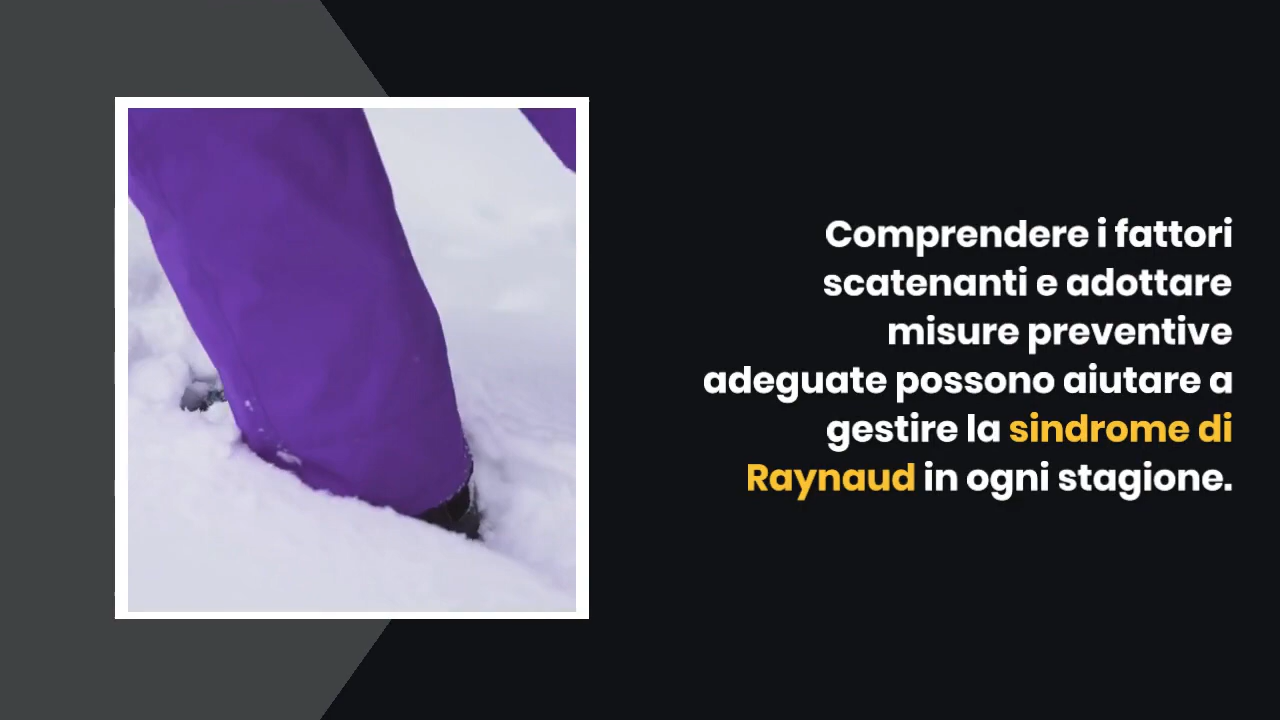 Comprendere i fattori
scatenanti e adottare
misure preventive
adeguate possono aiutare a
gestire la sindrome di
Raynaud in ogni stagione.